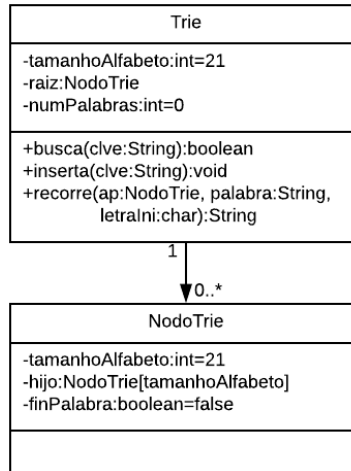 Trie
-tamanhoAlfabeto:int=21
-raiz:NodoTrie
-numPalabras:int=0
+busca(clve:String):boolean
+inserta(clve:String):void
+recorre(ap:NodoTrie, palabra:String,
letraIni:char):String
1
0..*
NodoTrie
-tamanhoAlfabeto:int=21
-hijo:NodoTrie[tamanhoAlfabeto]
-finPalabra:boolean=false